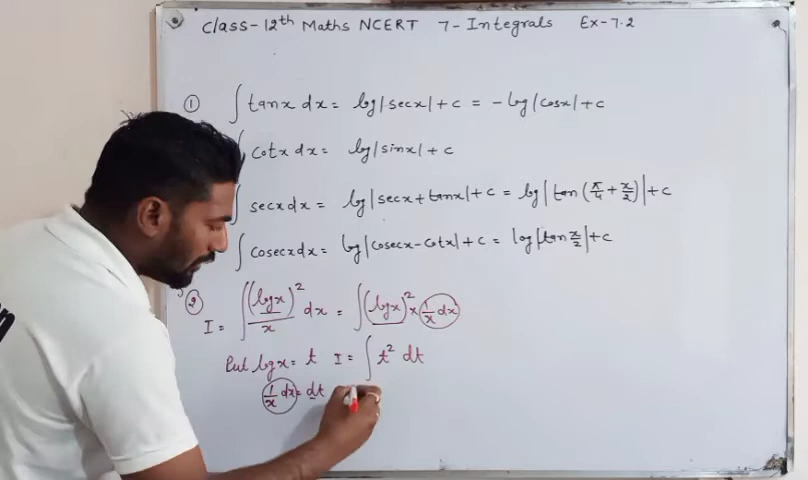 Class-12th Maths NCERT 7-Integrals Ex-7.2
① ∫ tanx dx = log|secx| + c = - log|cosx| + c
∫ cotx dx = log|sinx| + c
∫ secx dx = log|secx + tanx| + c = log|tan(π/4 + x/2)| + c
∫ cosecx dx = log|cosecx - cotx| + c = log|tan x/2| + c
② I = ∫ (logx)²/x dx = ∫ (logx)² × 1/x dx
Put logx = t I = ∫ t² dt
1/x dx = dt